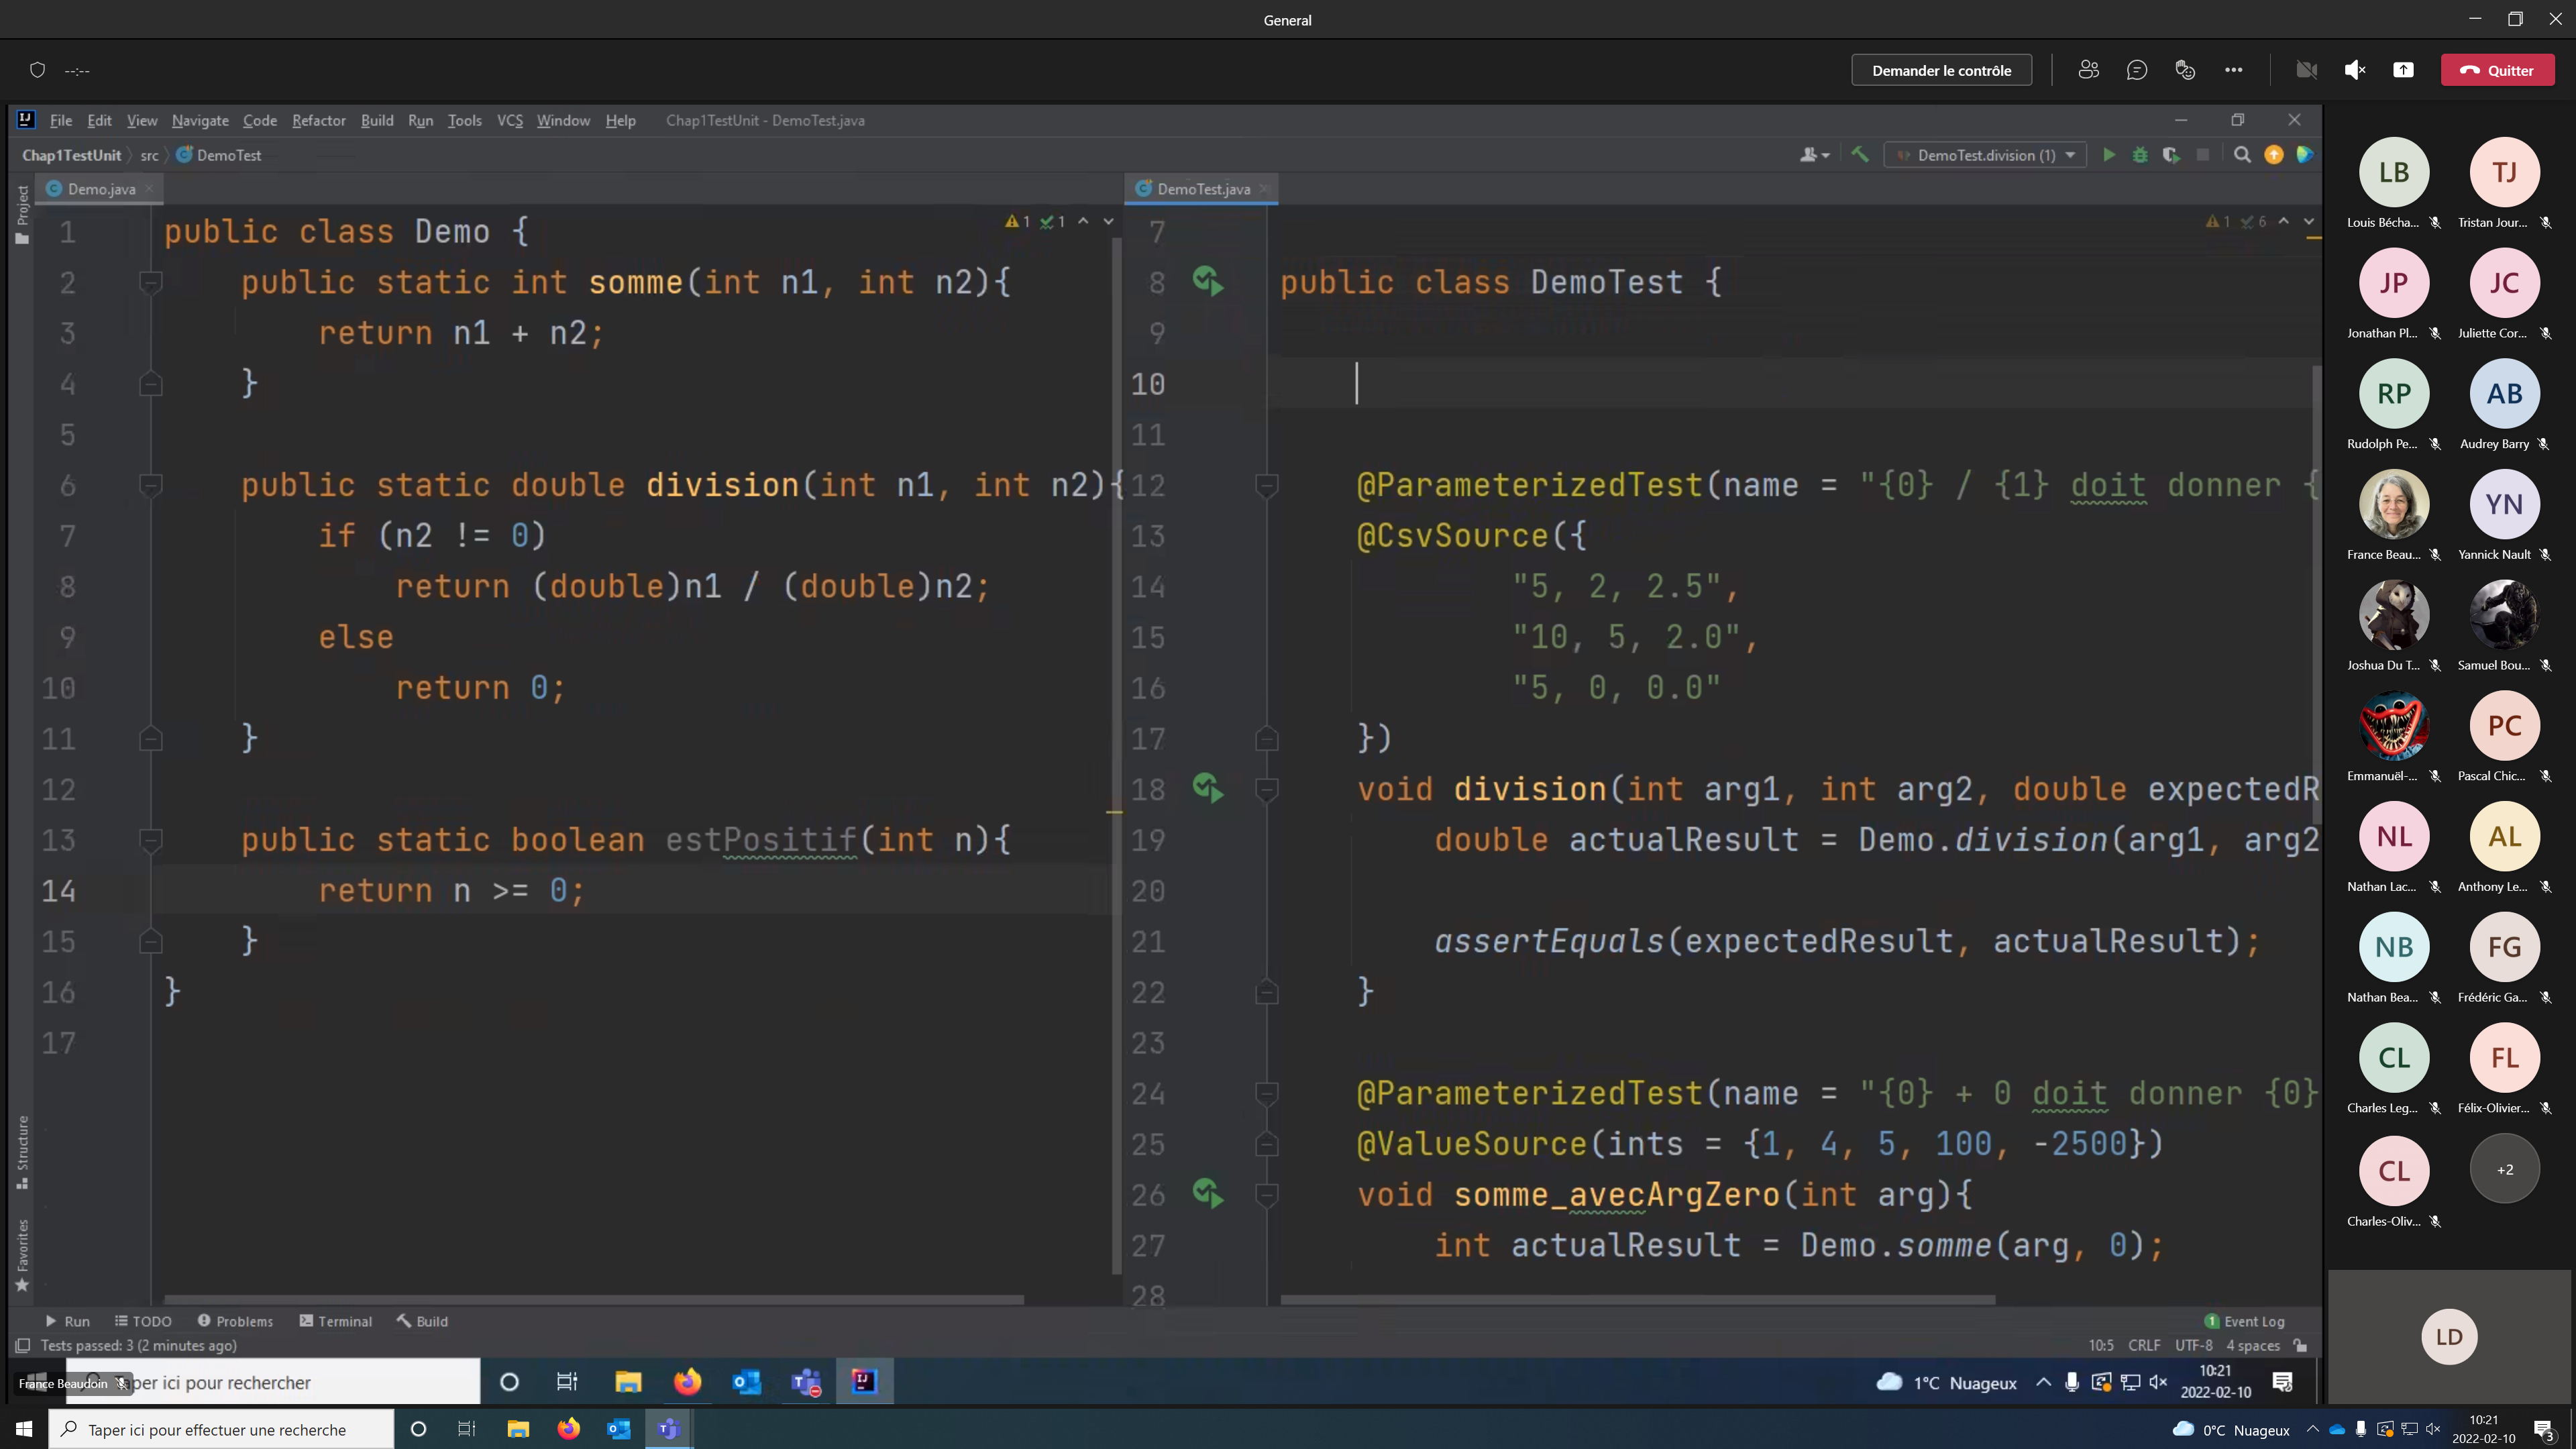 General
--:--
Demander le contrôle
Quitter
File Edit View Navigate Code Refactor Build Run Tools VCS Window Help Chap1TestUnit - DemoTest.java
Chap1TestUnit src DemoTest
DemoTest.division (1)
Project
Demo.java
1 1
1 public class Demo {
2 public static int somme(int n1, int n2){
3 return n1 + n2;
4 }
5
6 public static double division(int n1, int n2){
7 if (n2 != 0)
8 return (double)n1 / (double)n2;
9 else
10 return 0;
11 }
12
13 public static boolean estPositif(int n){
14 return n >= 0;
15 }
16 }
17
DemoTest.java
1 6
7
8 public class DemoTest {
9
10
11
12 @ParameterizedTest(name = "{0} / {1} doit donner {
13 @CsvSource({
14 "5, 2, 2.5",
15 "10, 5, 2.0",
16 "5, 0, 0.0"
17 })
18 void division(int arg1, int arg2, double expectedR
19 double actualResult = Demo.division(arg1, arg2
20
21 assertEquals(expectedResult, actualResult);
22 }
23
24 @ParameterizedTest(name = "{0} + 0 doit donner {0}
25 @ValueSource(ints = {1, 4, 5, 100, -2500})
26 void somme_avecArgZero(int arg){
27 int actualResult = Demo.somme(arg, 0);
28
Structure
Favorites
Run TODO Problems Terminal Build
Event Log
Tests passed: 3 (2 minutes ago)
10:5 CRLF UTF-8 4 spaces
France Beaudoin
Taper ici pour rechercher
1°C Nuageux
10:21
2022-02-10
LB TJ
Louis Bécha... Tristan Jour...
JP JC
Jonathan Pl... Juliette Cor...
RP AB
Rudolph Pe... Audrey Barry
YN
France Beau... Yannick Nault
Joshua Du T... Samuel Bou...
PC
Emmanuël-... Pascal Chic...
NL AL
Nathan Lac... Anthony Le...
NB FG
Nathan Bea... Frédéric Ga...
CL FL
Charles Leg... Félix-Olivier...
CL +2
Charles-Oliv...
LD
Taper ici pour effectuer une recherche
0°C Nuageux
10:21
2022-02-10
3